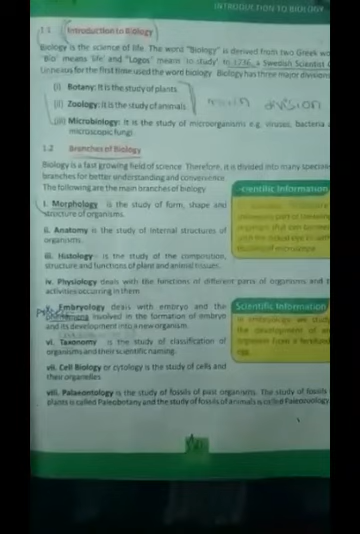 INTRODUCTION TO BIOLOGY
1.1 Introduction to Biology
Biology is the science of life. The word "Biology" is derived from two Greek
'Bio' means 'life' and "Logos" means 'to study'. In 1736, a Swedish Scientist
Linnaeus for the first time used the word biology. Biology has three major divisions
(i) Botany: It is the study of plants
(ii) Zoology: It is the study of animals
(iii) Microbiology: It is the study of microorganisms e.g. viruses, bacteria
microscopic fungi.
division
1.2 Branches of Biology
Biology is a fast growing field of science. Therefore, it is divided into many
branches for better understanding and convenience.
The following are the main branches of biology
i. Morphology is the study of form, shape and
structure of organisms.
ii. Anatomy is the study of internal structures of
organisms.
iii. Histology - is the study of the composition,
structure and functions of plant and animal tissues.
iv. Physiology deals with the functions of different parts of organisms and
activities occurring in them.
v. Embryology deals with embryo and the
involved in the formation of embryo
and its development into a new organism.
vi. Taxonomy is the study of classification of
organisms and their scientific naming.
vii. Cell Biology or cytology is the study of cells and
their organelles.
viii. Palaeontology is the study of fossils of past organisms. The study of fossils
plants is called Paleobotany and the study of fossils of animals is called Paleozoology
Scientific Information
the development of